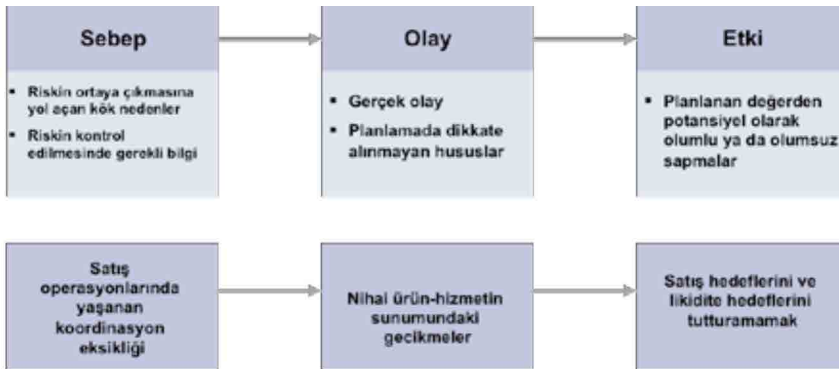 Sebep
Olay
Etki
▪ Riskin ortaya çıkmasına
yol açan kök nedenler
▪ Riskin kontrol
edilmesinde gerekli bilgi
▪ Gerçek olay
▪ Planlamada dikkate
alınmayan hususlar
▪ Planlanan değerden
potansiyel olarak
olumlu ya da olumsuz
sapmalar
Satış
operasyonlarında
yaşanan
koordinasyon
eksikliği
Nihai ürün-hizmetin
sunumundaki
gecikmeler
Satış hedeflerini ve
likidite hedeflerini
tutturamamak